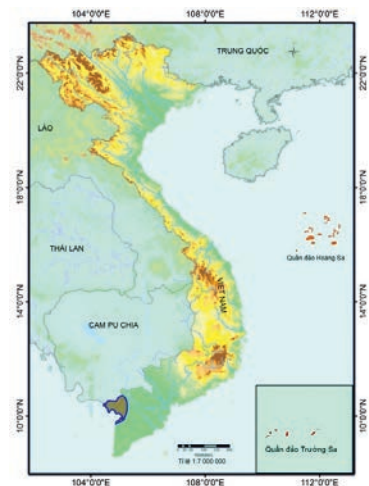 104°0'0"E 108°0'0"E 112°0'0"E
22°0'0"N 22°0'0"N
TRUNG QUỐC
LÀO
18°0'0"N 18°0'0"N
THÁI LAN
Quần đảo Hoàng Sa
VIỆT NAM
14°0'0"N 14°0'0"N
CAM PU CHIA
10°0'0"N 10°0'0"N
Tỉ lệ 1:7 000 000
Quần đảo Trường Sa
104°0'0"E 108°0'0"E 112°0'0"E